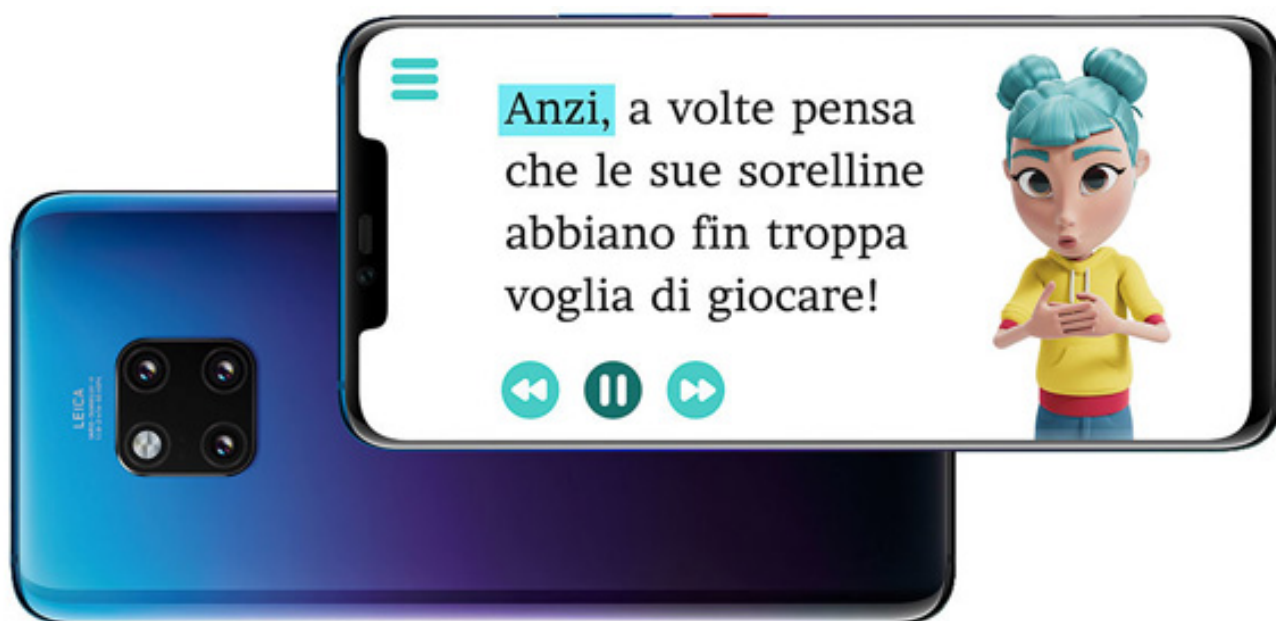 Anzi, a volte pensa
che le sue sorelline
abbiano fin troppa
voglia di giocare!
LEICA